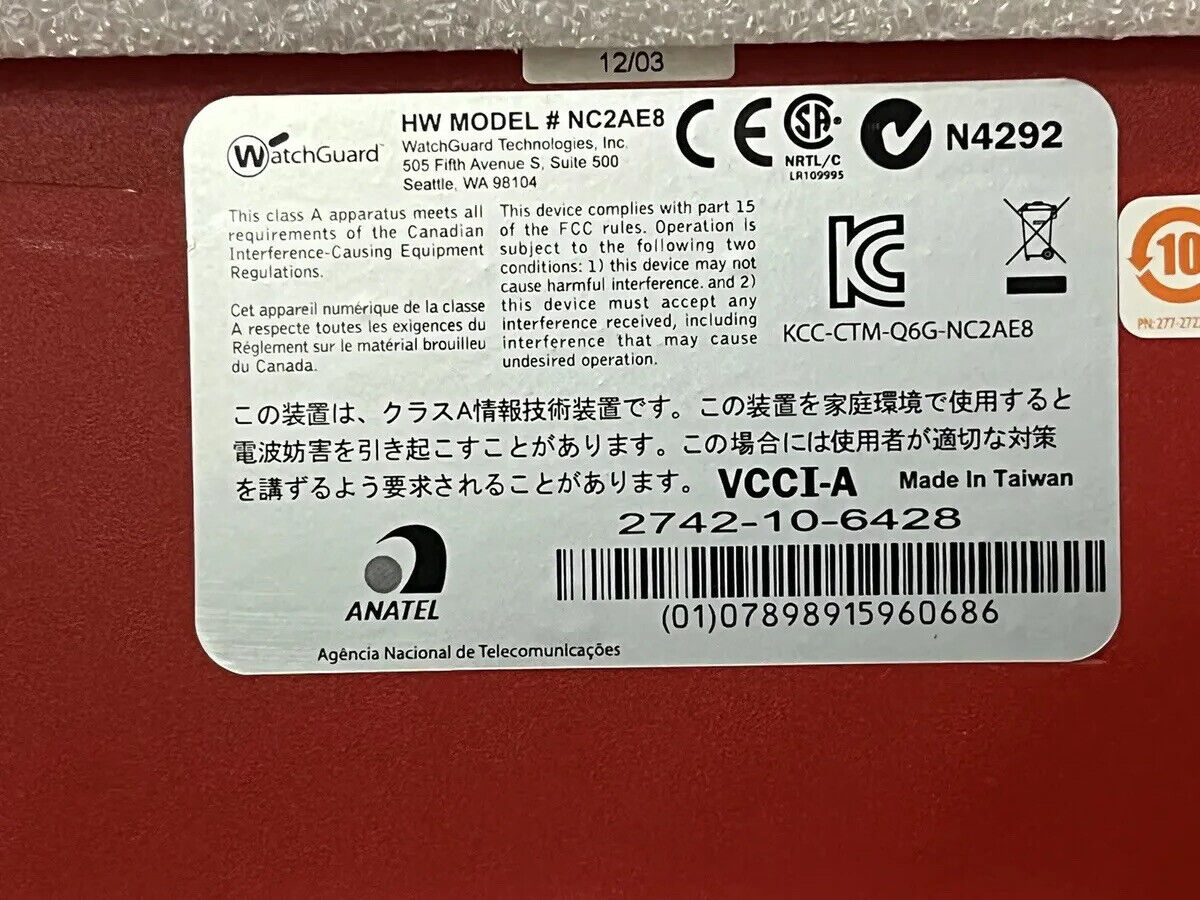 12/03
WatchGuard
HW MODEL # NC2AE8
WatchGuard Technologies, Inc.
505 Fifth Avenue S, Suite 500
Seattle, WA 98104
CE
SA
NRTL/C
LR109995
N4292
This class A apparatus meets all
requirements of the Canadian
Interference-Causing Equipment
Regulations.
Cet appareil numérique de la classe
A respecte toutes les exigences du
Réglement sur le matérial brouilleu
du Canada.
This device complies with part 15
of the FCC rules. Operation is
subject to the following two
conditions: 1) this device may not
cause harmful interference. and 2)
this device must accept any
interference received, including
interference that may cause
undesired operation.
KC
KCC-CTM-Q6G-NC2AE8
10
PN:277-272
この装置は、クラスA情報技術装置です。この装置を家庭環境で使用すると
電波妨害を引き起こすことがあります。この場合には使用者が適切な対策
を講ずるよう要求されることがあります。 VCCI-A Made In Taiwan
2742-10-6428
(01)07898915960686
ANATEL
Agência Nacional de Telecomunicações